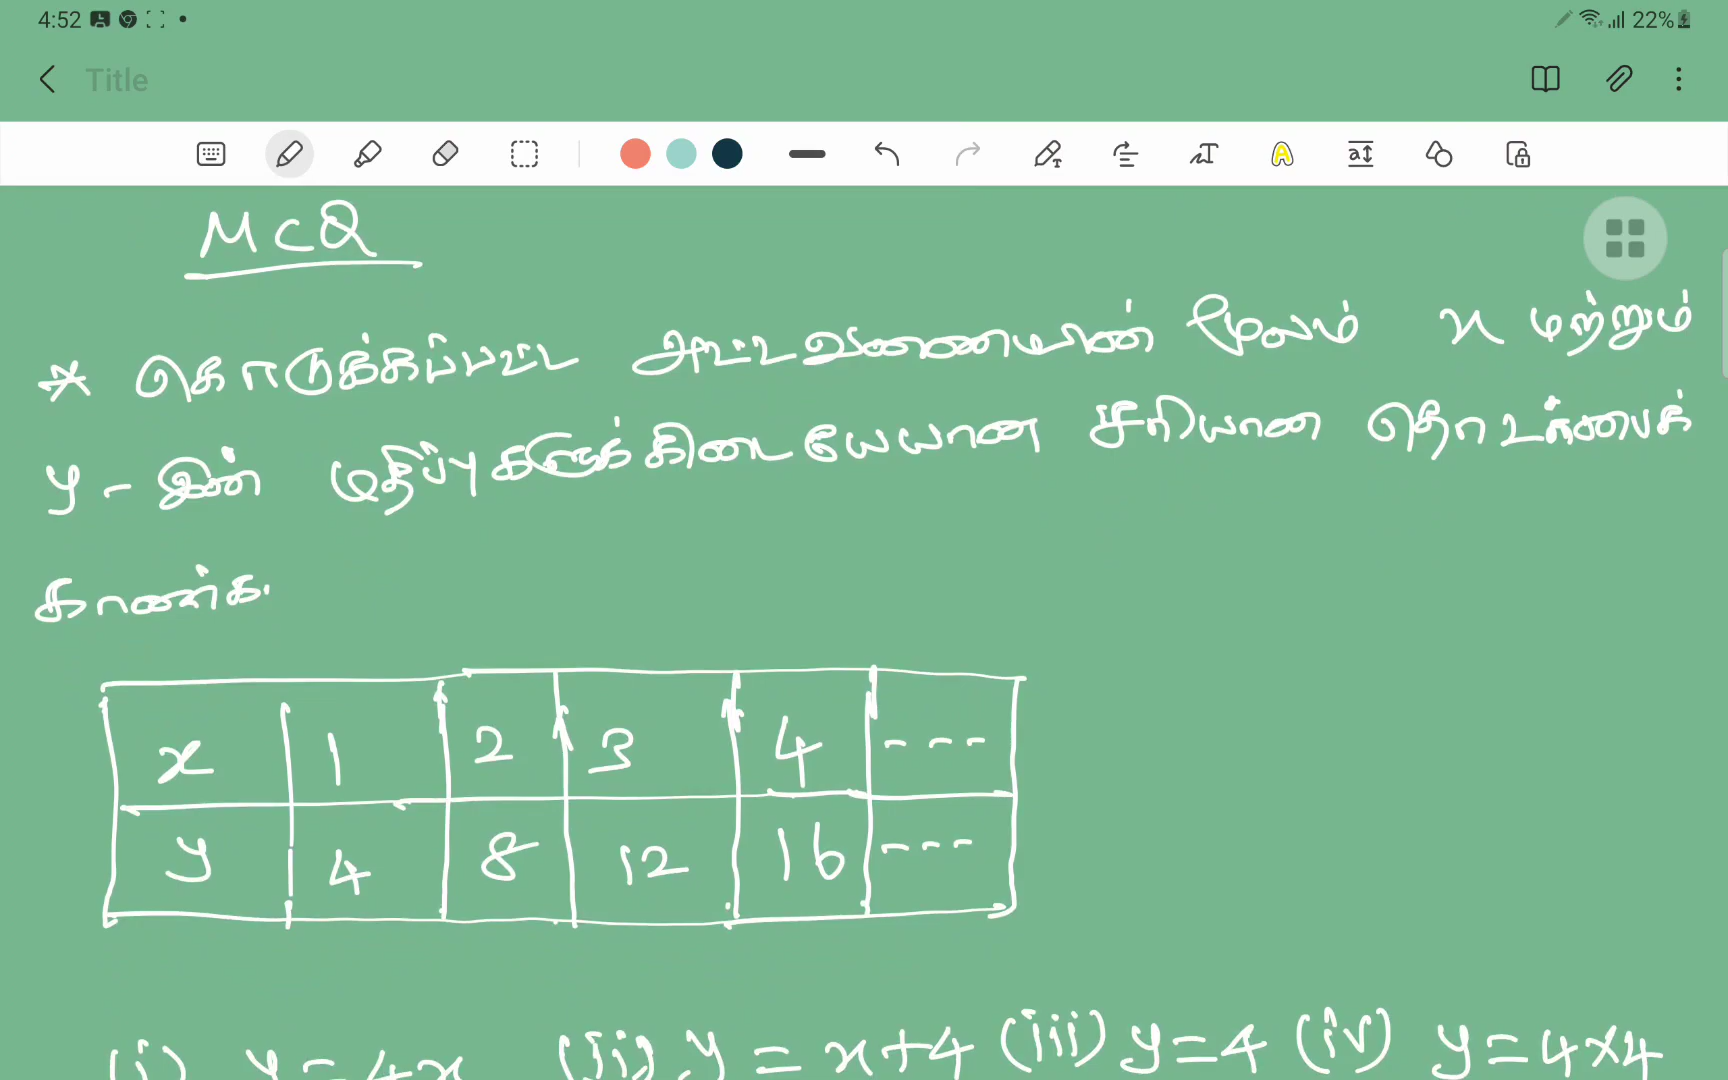 4:52 22%
Title
MCQ
* கொடுக்கப்பட்ட அட்டவணையின் மூலம் x மற்றும்
y - இன் மதிப்புகளுக்கிடையேயான சரியான தொடர்பைக்
காண்க.
x 1 2 3 4 ---
y 4 8 12 16 ---
(i) y = 4x (ii) y = x+4 (iii) y=4 (iv) y=4×4